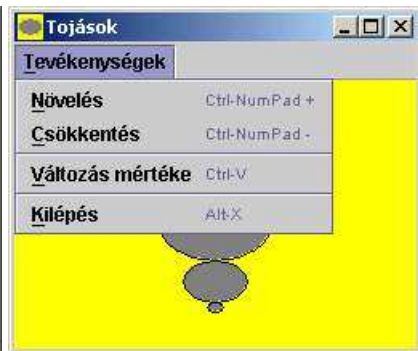 Tojások
Tevékenységek
Növelés Ctrl-NumPad +
Csökkentés Ctrl-NumPad -
Változás mértéke Ctrl-V
Kilépés Alt-X